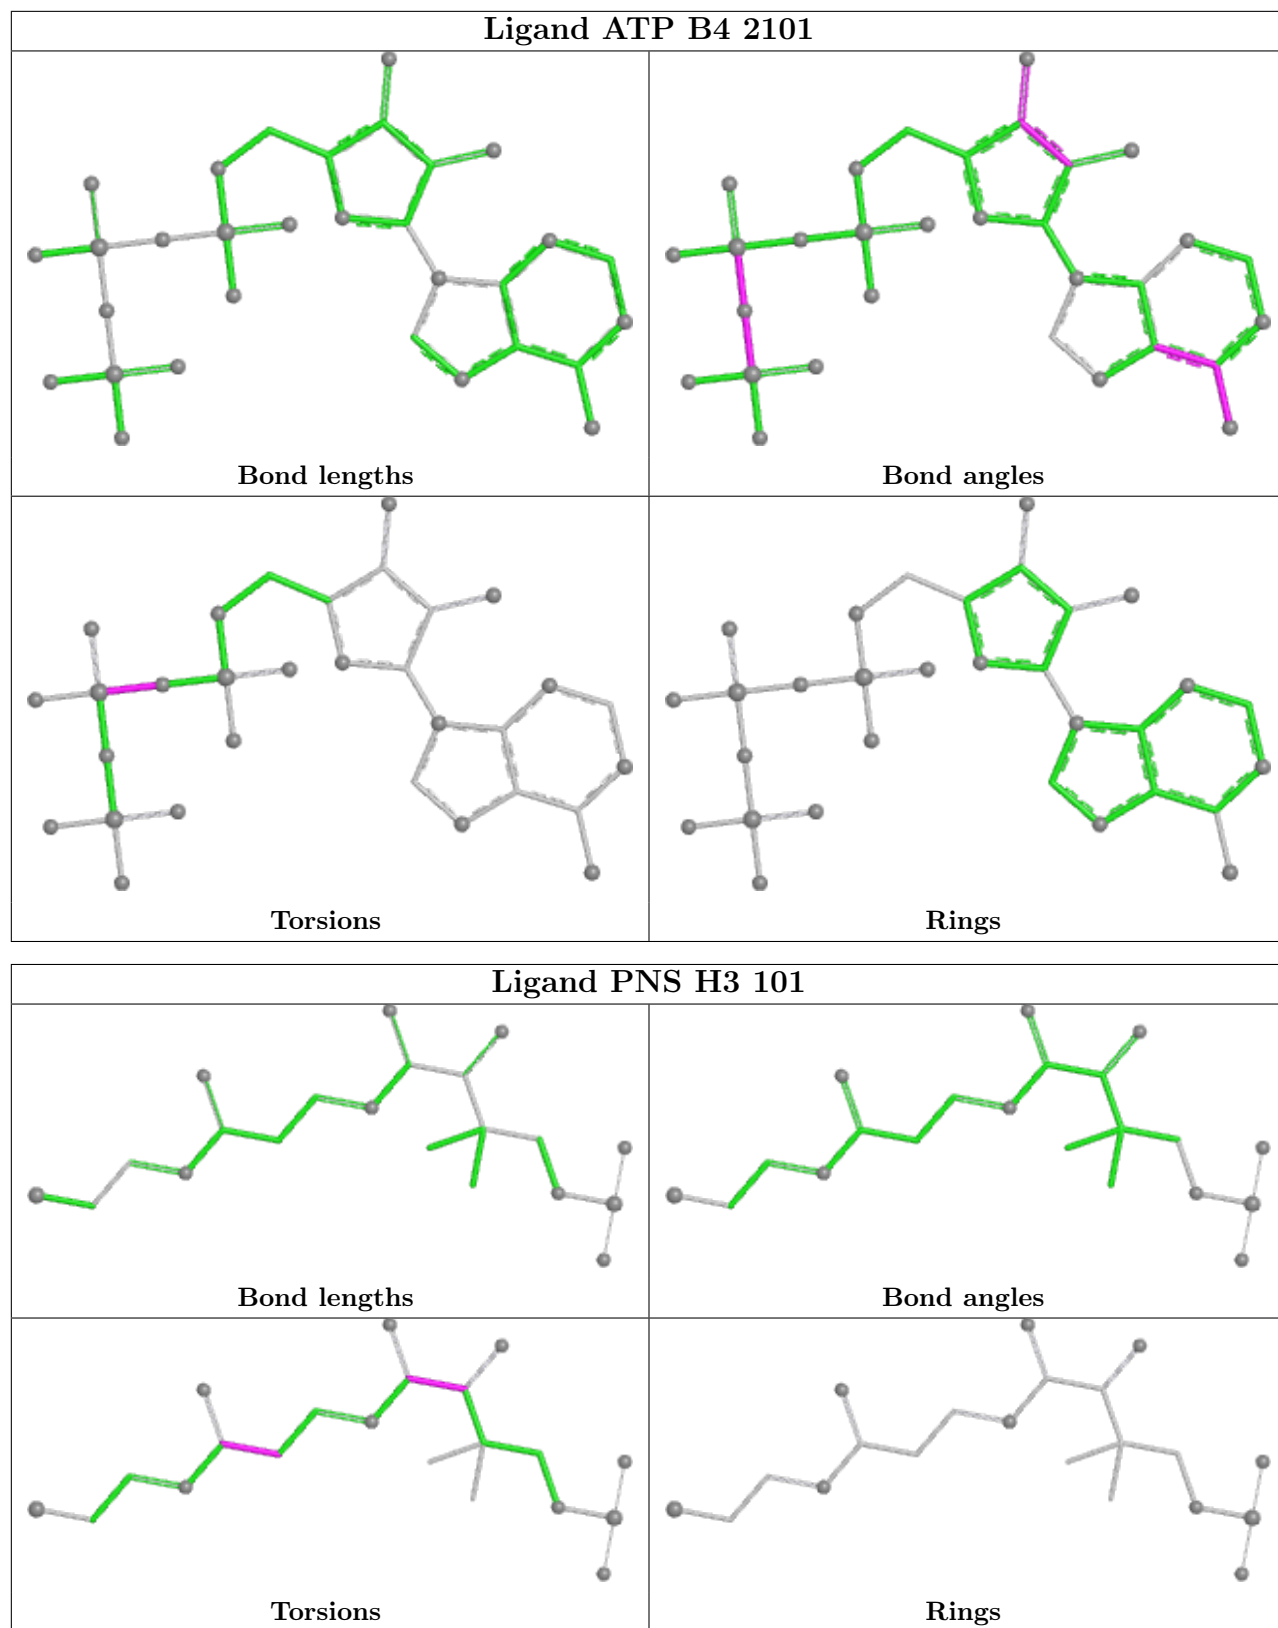 Ligand ATP B4 2101
Bond lengths
Bond angles
Torsions
Rings
Ligand PNS H3 101
Bond lengths
Bond angles
Torsions
Rings